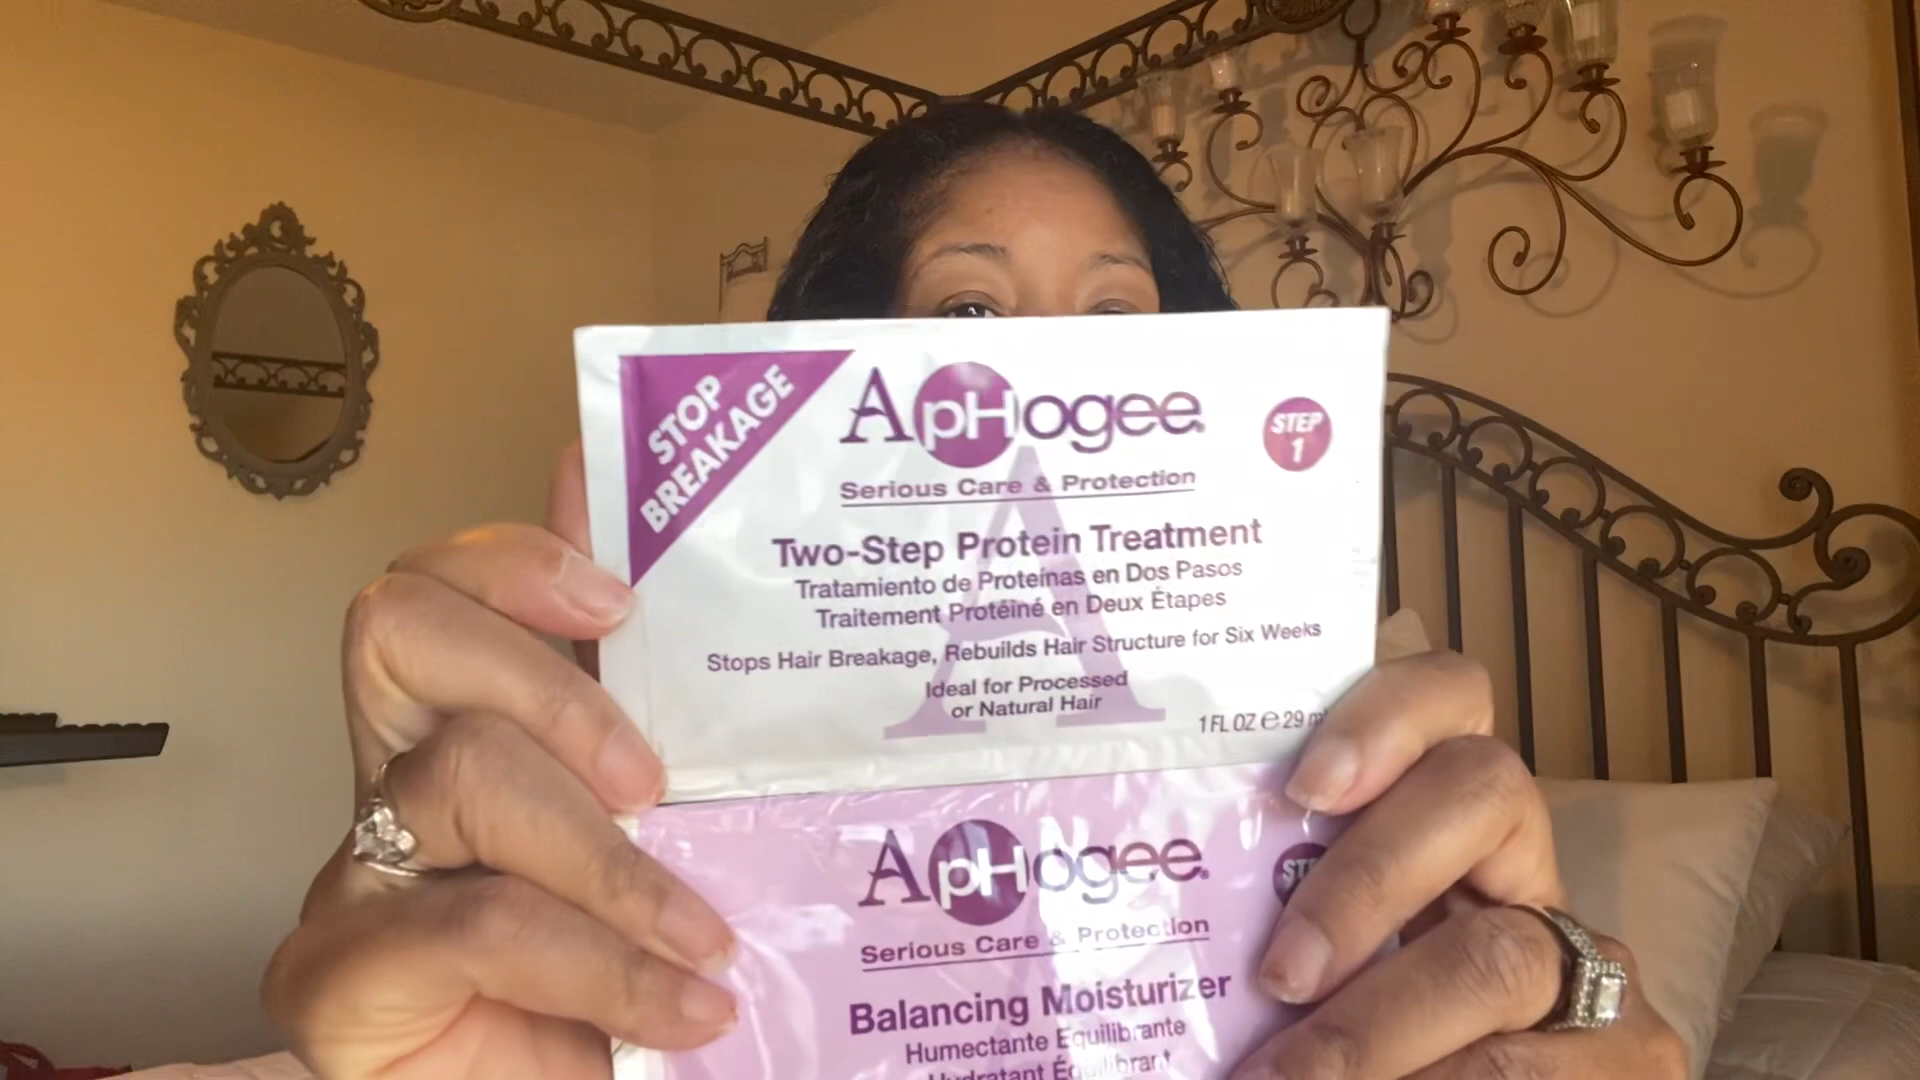 STOP
BREAKAGE
ApHogee
STEP
1
Serious Care & Protection
Two-Step Protein Treatment
Tratamiento de Proteínas en Dos Pasos
Traitement Protéiné en Deux Étapes
Stops Hair Breakage, Rebuilds Hair Structure for Six Weeks
Ideal for Processed
or Natural Hair
1 FL OZ ℮ 29 ml
ApHogee
Serious Care & Protection
Balancing Moisturizer
Humectante Equilibrante